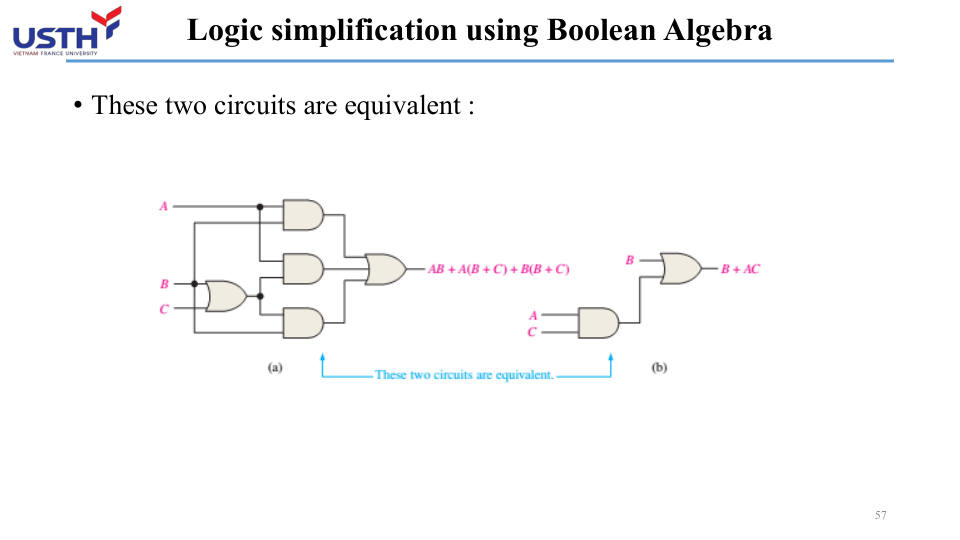 USTH
VIETNAM FRANCE UNIVERSITY
Logic simplification using Boolean Algebra
• These two circuits are equivalent :
A
B
C
AB + A(B + C) + B(B + C)
B
A
C
B + AC
(a)
(b)
These two circuits are equivalent.
57